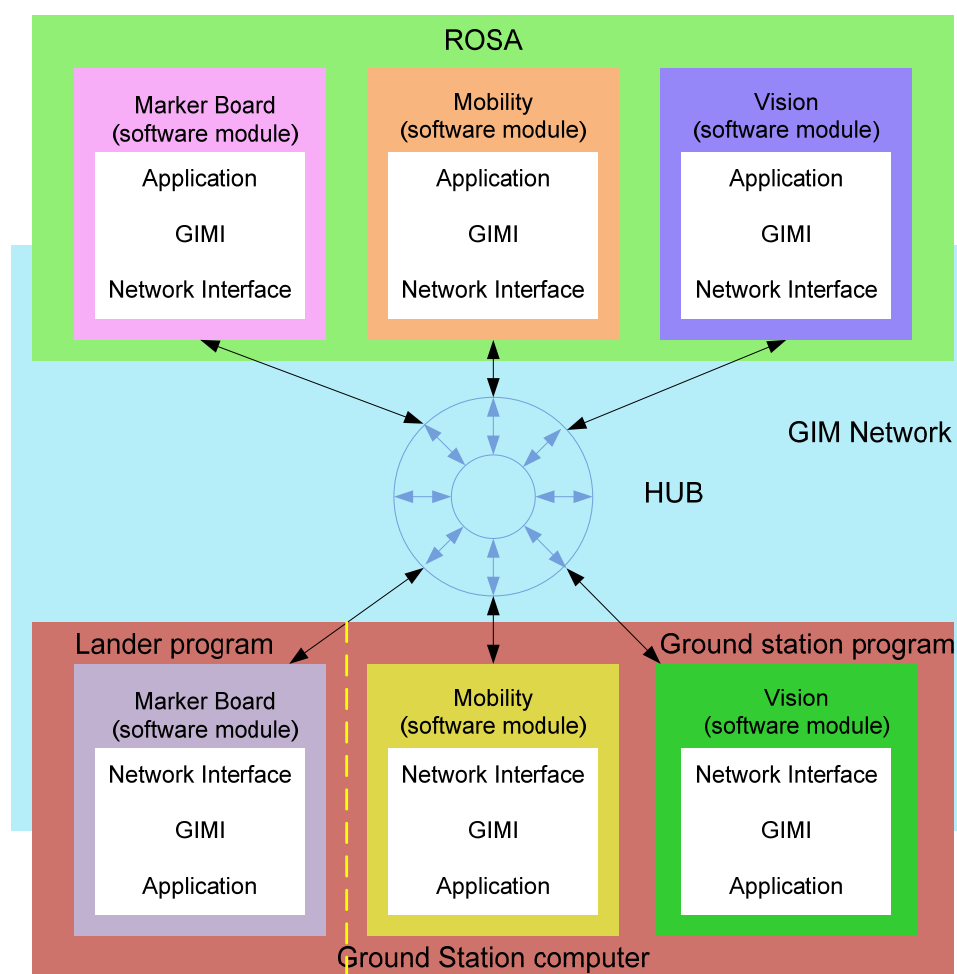 ROSA
Marker Board
(software module)
Application
GIMI
Network Interface
Mobility
(software module)
Application
GIMI
Network Interface
Vision
(software module)
Application
GIMI
Network Interface
GIM Network
HUB
Lander program
Ground station program
Marker Board
(software module)
Network Interface
GIMI
Application
Mobility
(software module)
Network Interface
GIMI
Application
Vision
(software module)
Network Interface
GIMI
Application
Ground Station computer